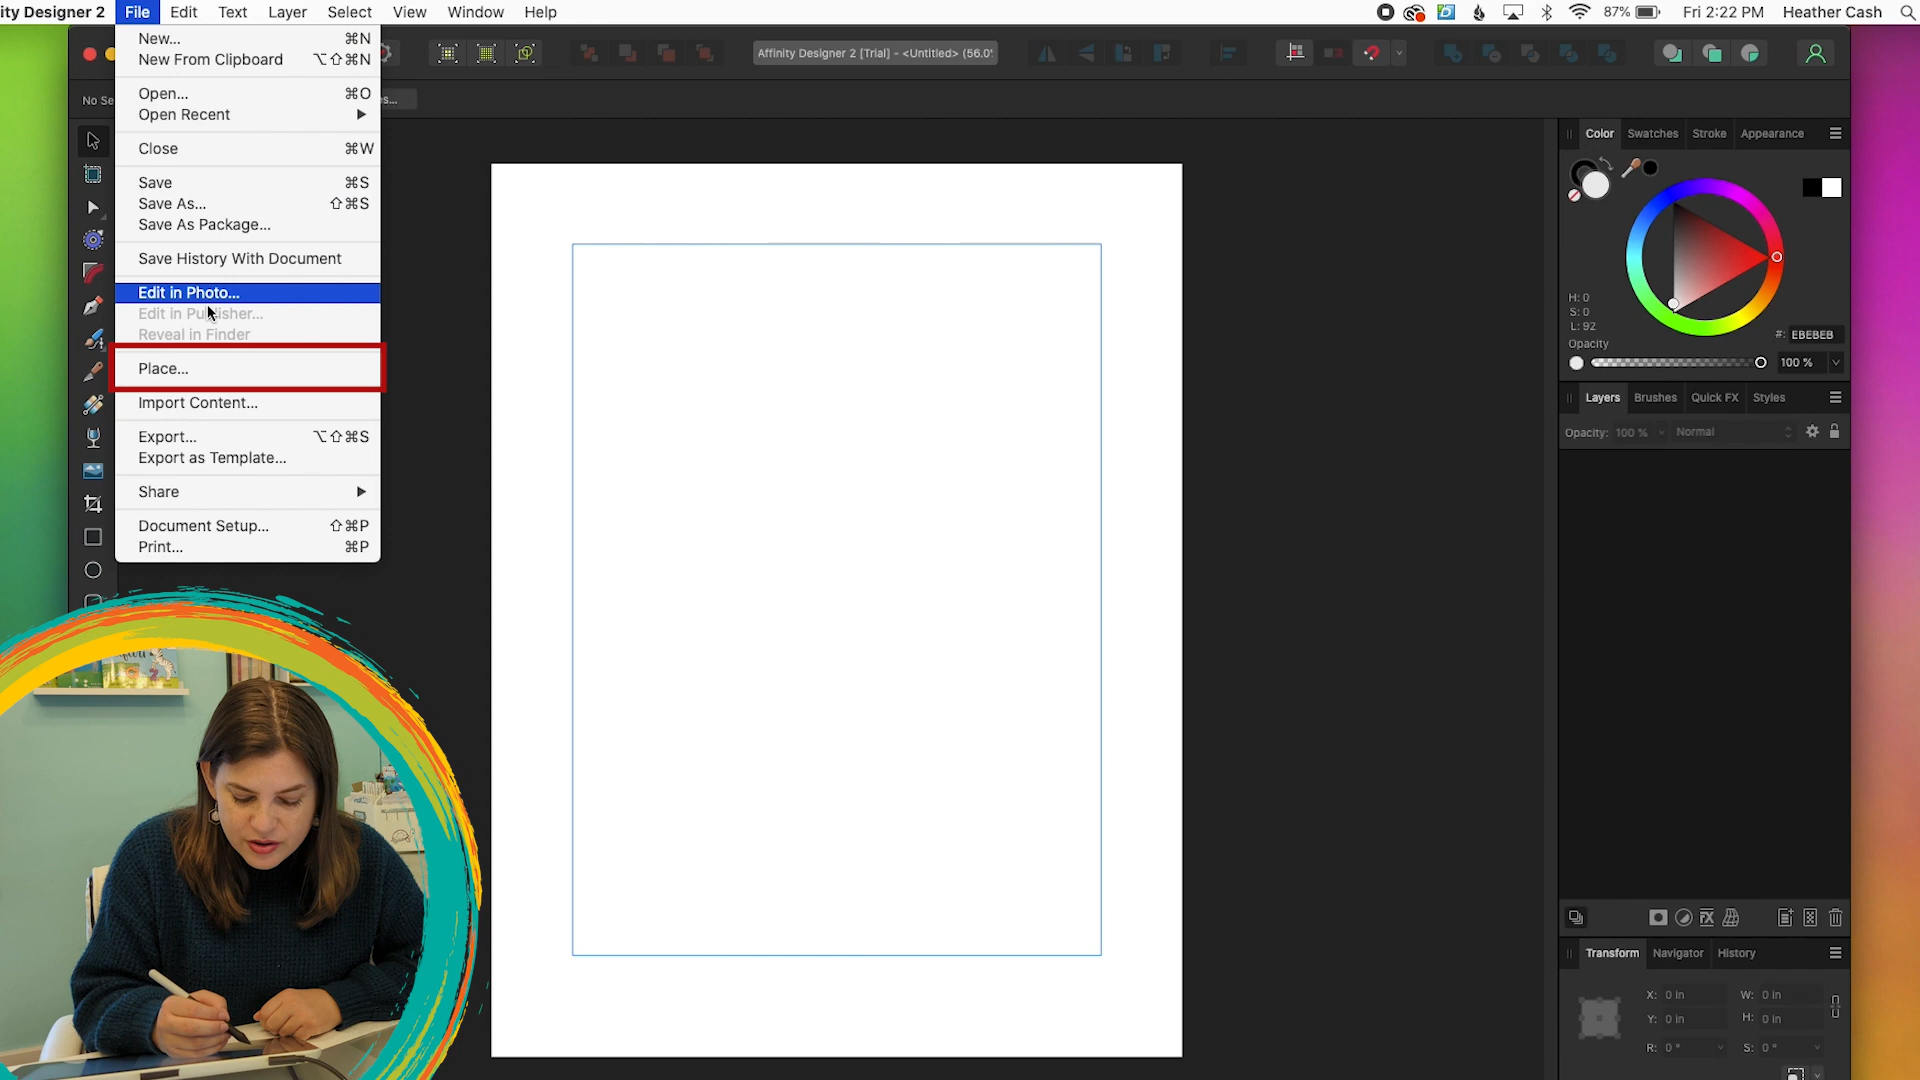 ity Designer 2 File Edit Text Layer Select View Window Help 87% Fri 2:22 PM Heather Cash
New... ⌘N
New From Clipboard ⌥⇧⌘N
Open... ⌘O
Open Recent
Close ⌘W
Save ⌘S
Save As... ⇧⌘S
Save As Package...
Save History With Document
Edit in Photo...
Edit in Publisher...
Reveal in Finder
Place...
Import Content...
Export... ⌥⇧⌘S
Export as Template...
Share
Document Setup... ⇧⌘P
Print... ⌘P
Affinity Designer 2 [Trial] - <Untitled> (56.0%
No Se
s...
Color Swatches Stroke Appearance
H: 0
S: 0
L: 92
#: EBEBEB
Opacity
100 %
Layers Brushes Quick FX Styles
Opacity: 100 % Normal
Transform Navigator History
X: 0 in W: 0 in
Y: 0 in H: 0 in
R: 0 ° S: 0 °